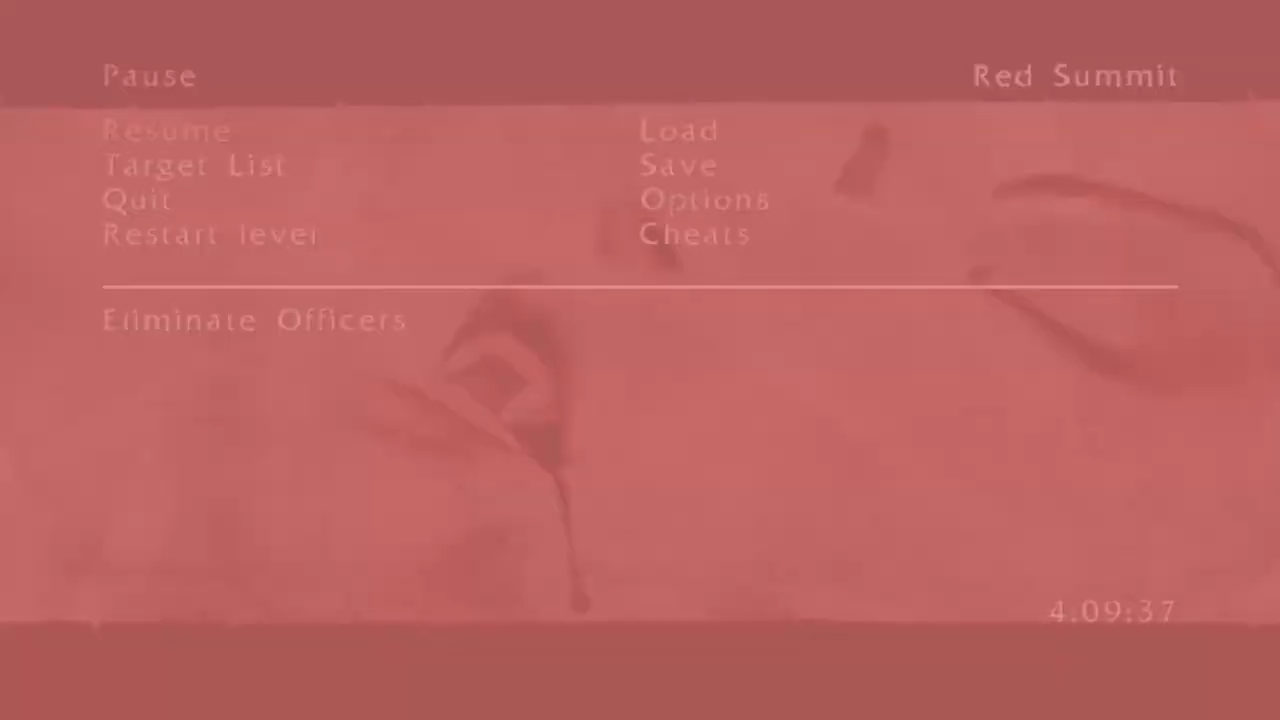 Pause
Red Summit
Resume
Load
Target List
Save
Quit
Options
Restart level
Cheats
Eliminate Officers
4:09:37